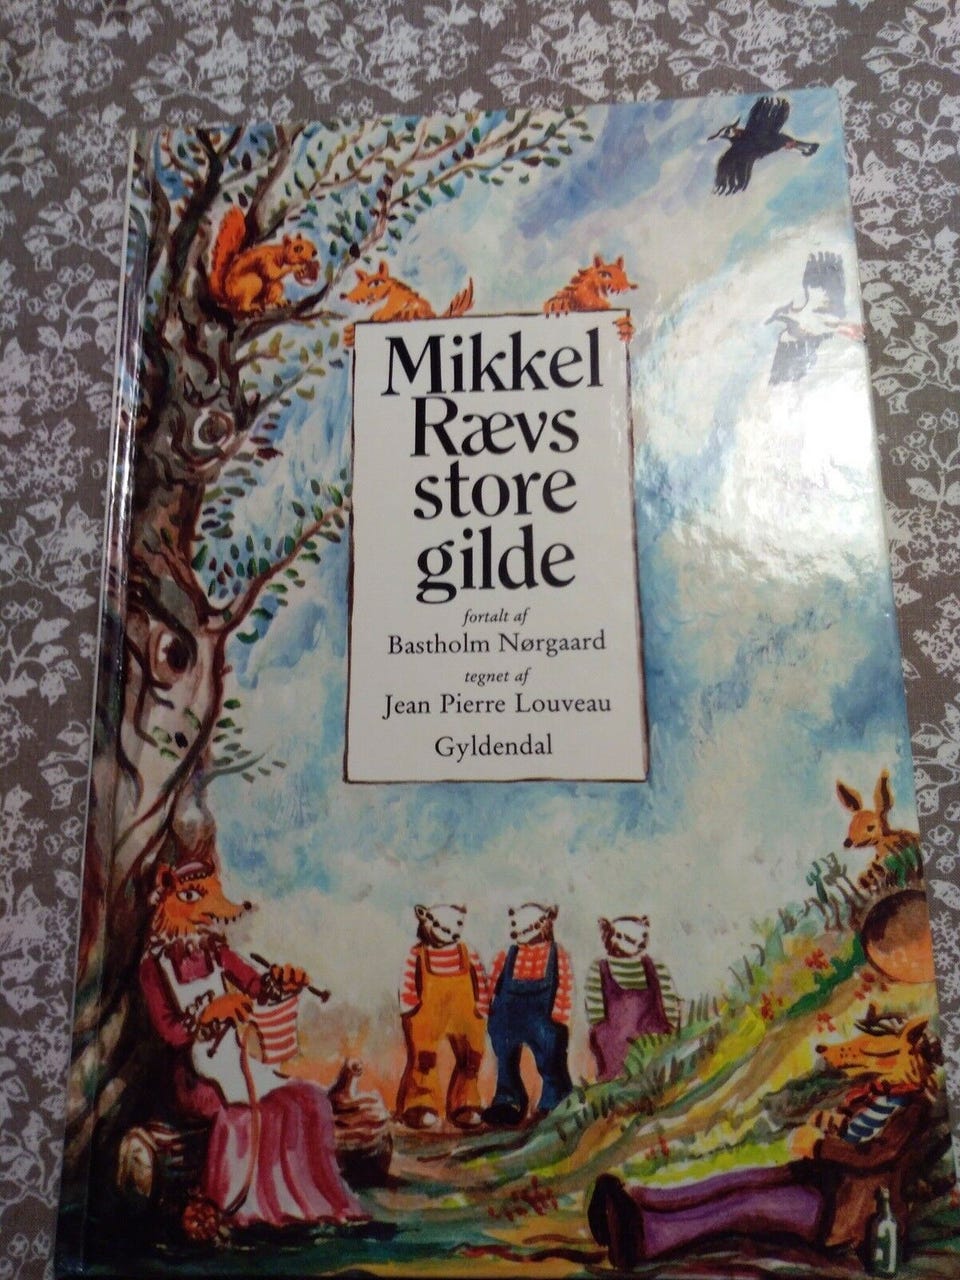 Mikkel
Rævs
store
gilde
fortalt af
Bastholm Nørgaard
tegnet af
Jean Pierre Louveau
Gyldendal